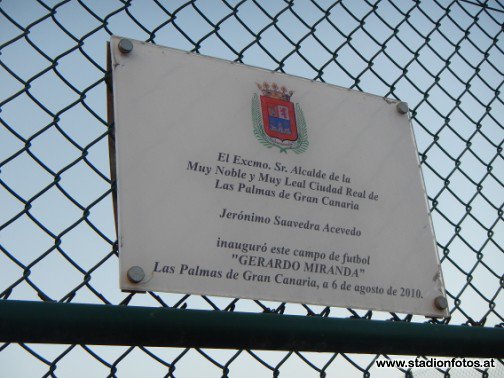 El Excmo. Sr. Alcalde de la
Muy Noble y Muy Leal Ciudad Real de
Las Palmas de Gran Canaria
Jerónimo Saavedra Acevedo
inauguró este campo de futbol
"GERARDO MIRANDA"
Las Palmas de Gran Canaria, a 6 de agosto de 2010.
www.stadionfotos.at